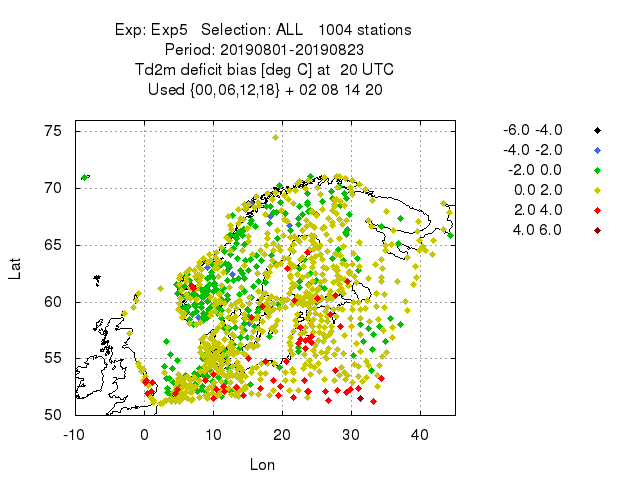 Exp: Exp5   Selection: ALL   1004 stations
Period: 20190801-20190823
Td2m deficit bias [deg C] at  20 UTC
Used {00,06,12,18} + 02 08 14 20
-6.0 -4.0
-4.0 -2.0
-2.0 0.0
0.0 2.0
2.0 4.0
4.0 6.0
75
70
65
60
55
50
Lat
-10 0 10 20 30 40
Lon